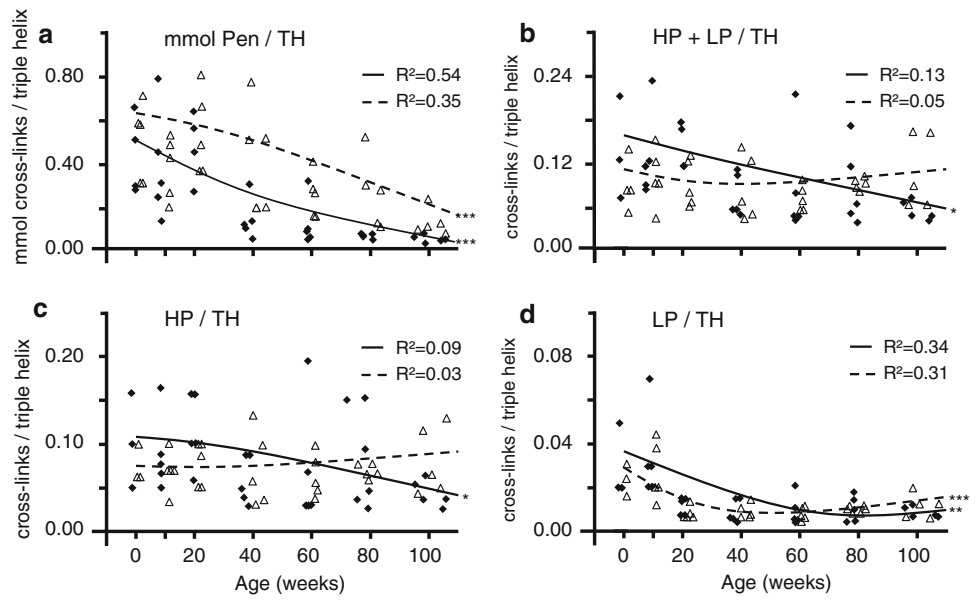 a
mmol Pen / TH
mmol cross-links / triple helix
0.80
0.40
0.00
R²=0.54
R²=0.35
***
***
b
HP + LP / TH
cross-links / triple helix
0.24
0.12
0.00
R²=0.13
R²=0.05
*
c
HP / TH
cross-links / triple helix
0.20
0.10
0.00
R²=0.09
R²=0.03
*
0 20 40 60 80 100
Age (weeks)
d
LP / TH
cross-links / triple helix
0.08
0.04
0.00
R²=0.34
R²=0.31
***
**
0 20 40 60 80 100
Age (weeks)